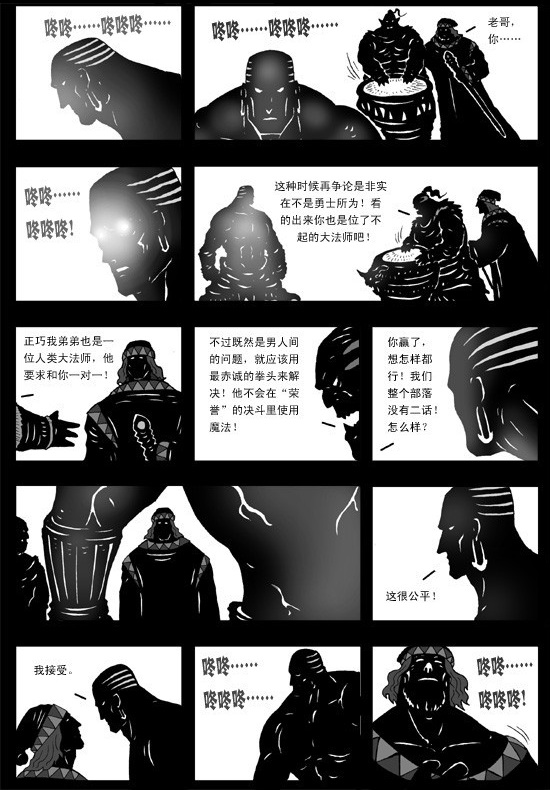 咚咚……咚咚咚……
咚咚……咚咚咚……
老哥,
你……
咚咚……
咚咚咚!
这种时候再争论是非实
在不是勇士所为!看
的出来你也是位了不
起的大法师吧!
正巧我弟弟也是一
位人类大法师,他
要求和你一对一!
不过既然是男人间
的问题,就应该用
最赤诚的拳头来解
决!他不会在“荣
誉”的决斗里使用
魔法!
你赢了,
想怎样都
行!我们
整个部落
没有二话!
怎么样?
这很公平!
我接受。
咚咚……
咚咚咚……
咚咚……
咚咚咚!